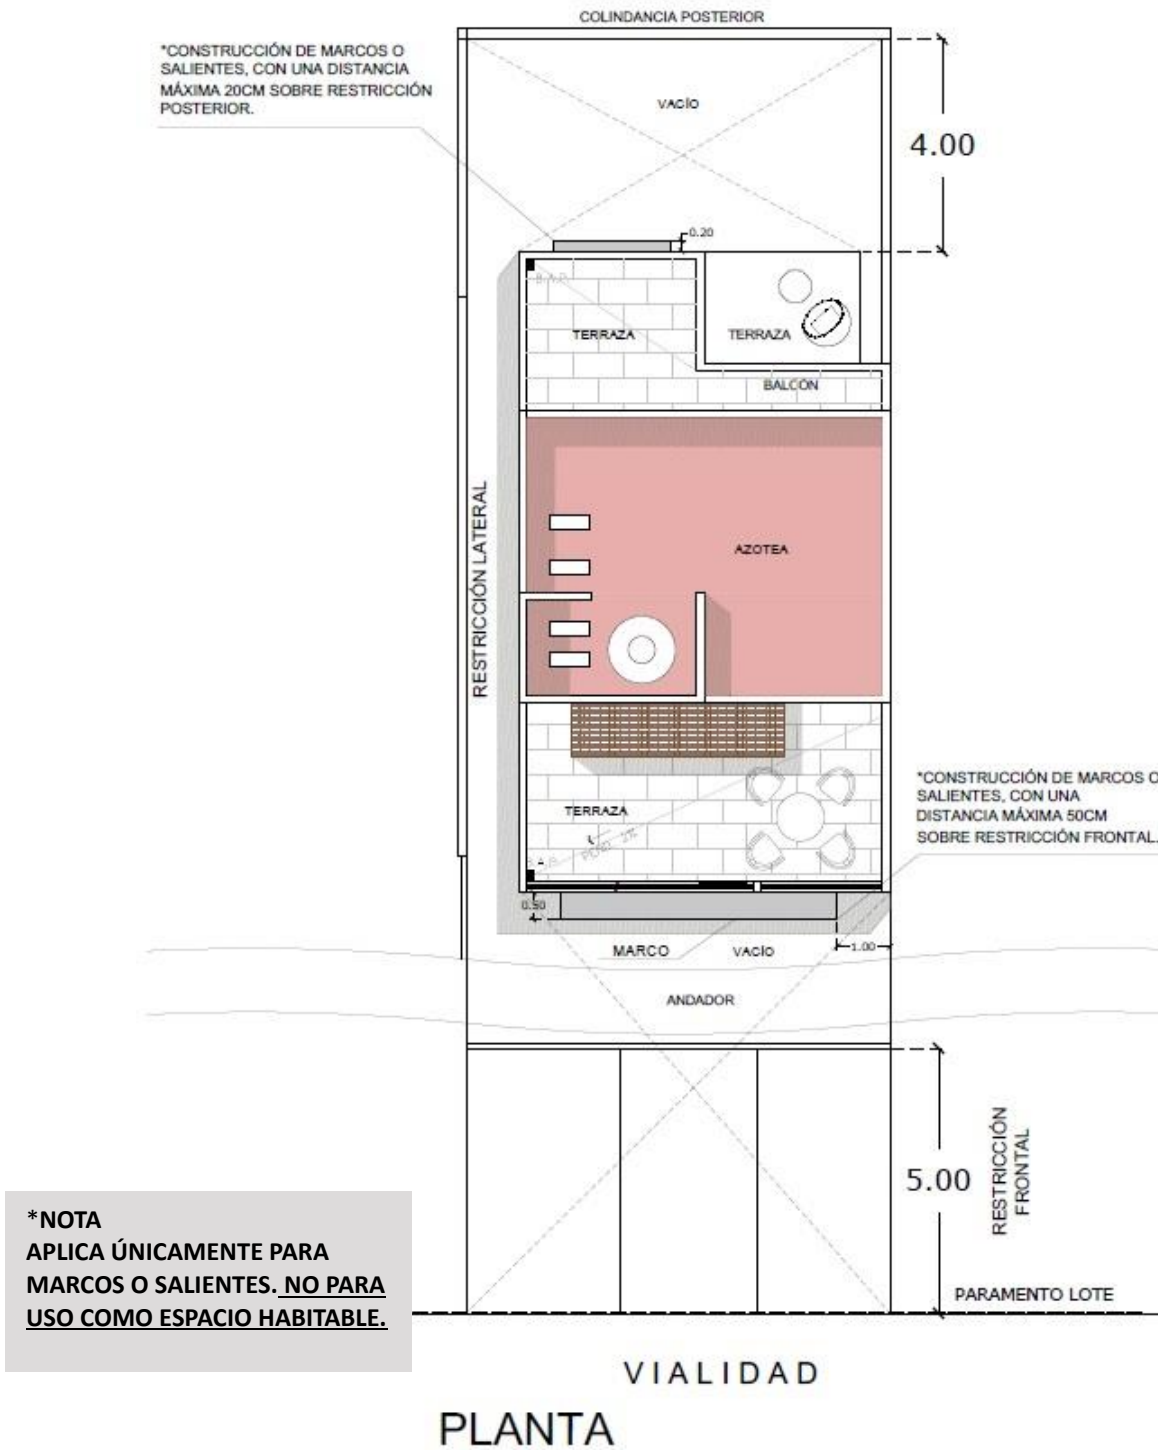 COLINDANCIA POSTERIOR
*CONSTRUCCIÓN DE MARCOS O
SALIENTES, CON UNA DISTANCIA
MÁXIMA 20CM SOBRE RESTRICCIÓN
POSTERIOR.
VACÍO
4.00
0.20
B.A.P.
TERRAZA
TERRAZA
BALCON
RESTRICCIÓN LATERAL
AZOTEA
*CONSTRUCCIÓN DE MARCOS O
SALIENTES, CON UNA
DISTANCIA MÁXIMA 50CM
SOBRE RESTRICCIÓN FRONTAL.
TERRAZA
0.50
MARCO
VACÍO
1.00
ANDADOR
5.00
RESTRICCIÓN
FRONTAL
*NOTA
APLICA ÚNICAMENTE PARA
MARCOS O SALIENTES. NO PARA
USO COMO ESPACIO HABITABLE.
PARAMENTO LOTE
VIALIDAD
PLANTA